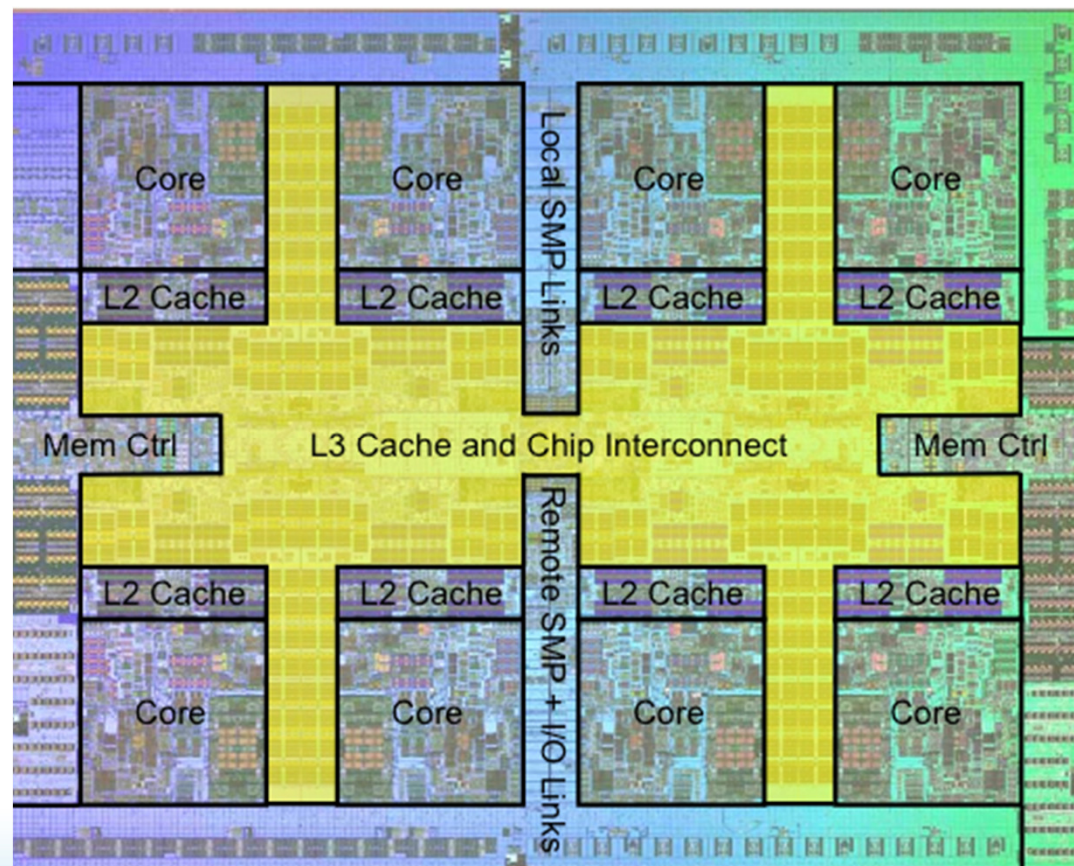 Core
Core
Local SMP Links
Core
Core
L2 Cache
L2 Cache
L2 Cache
L2 Cache
Mem Ctrl
L3 Cache and Chip Interconnect
Mem Ctrl
L2 Cache
L2 Cache
Remote SMP + I/O Links
L2 Cache
L2 Cache
Core
Core
Core
Core